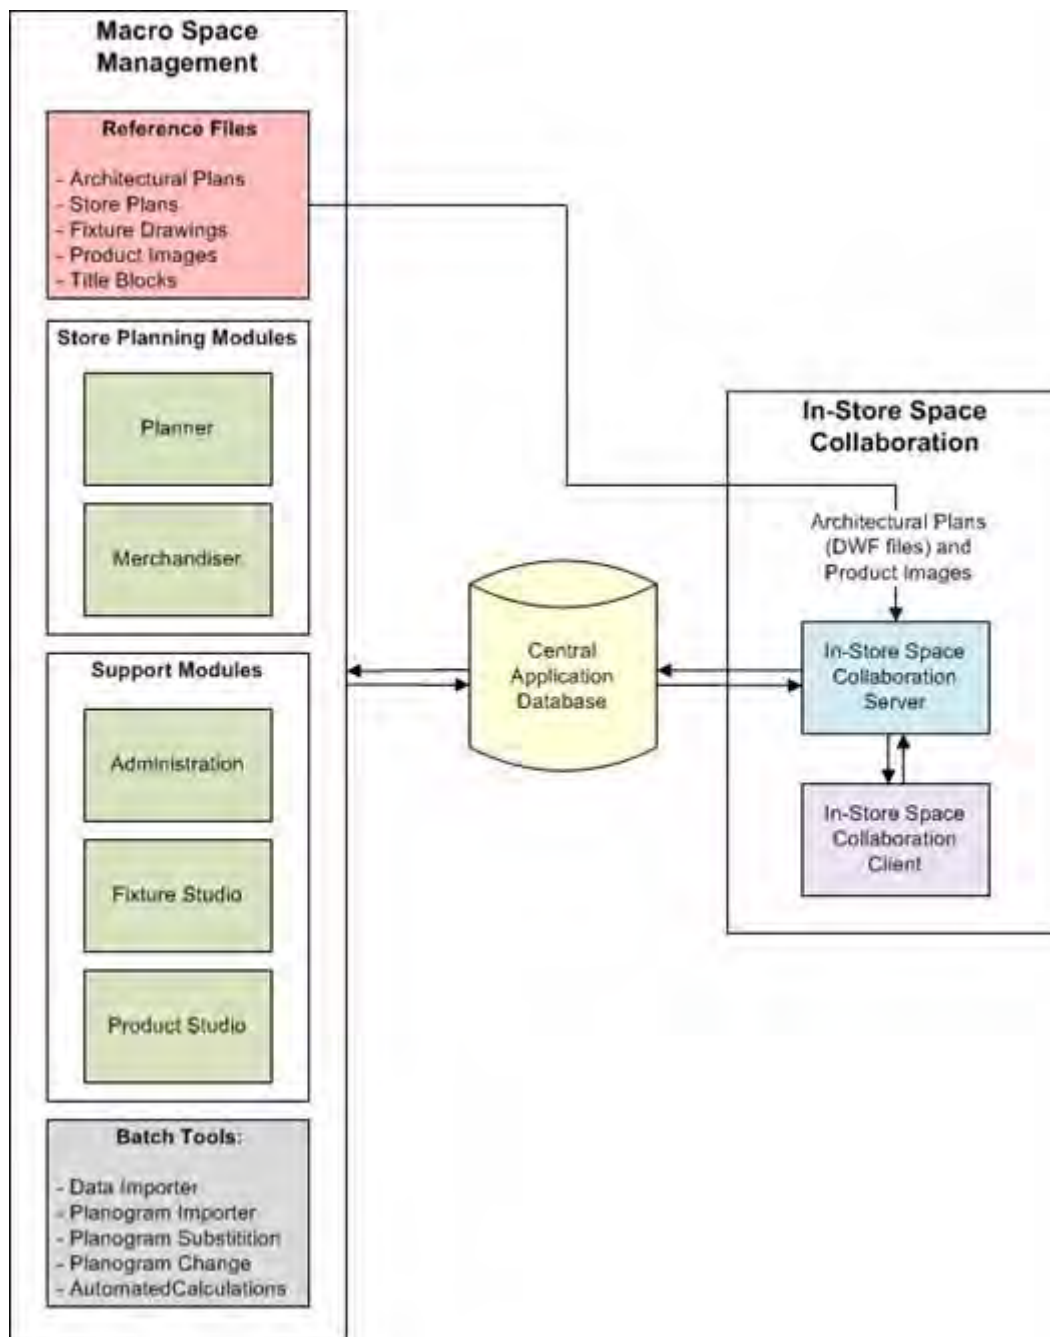 Macro Space
Management
Reference Files
- Architectural Plans
- Store Plans
- Fixture Drawings
- Product Images
- Title Blocks
Store Planning Modules
Planner
Merchandiser
Support Modules
Administration
Fixture Studio
Product Studio
Batch Tools:
- Data Importer
- Planogram Importer
- Planogram Substitition
- Planogram Change
- AutomatedCalculations
Central
Application
Database
In-Store Space
Collaboration
Architectural Plans
(DWF files) and
Product Images
In-Store Space
Collaboration
Server
In-Store Space
Collaboration
Client